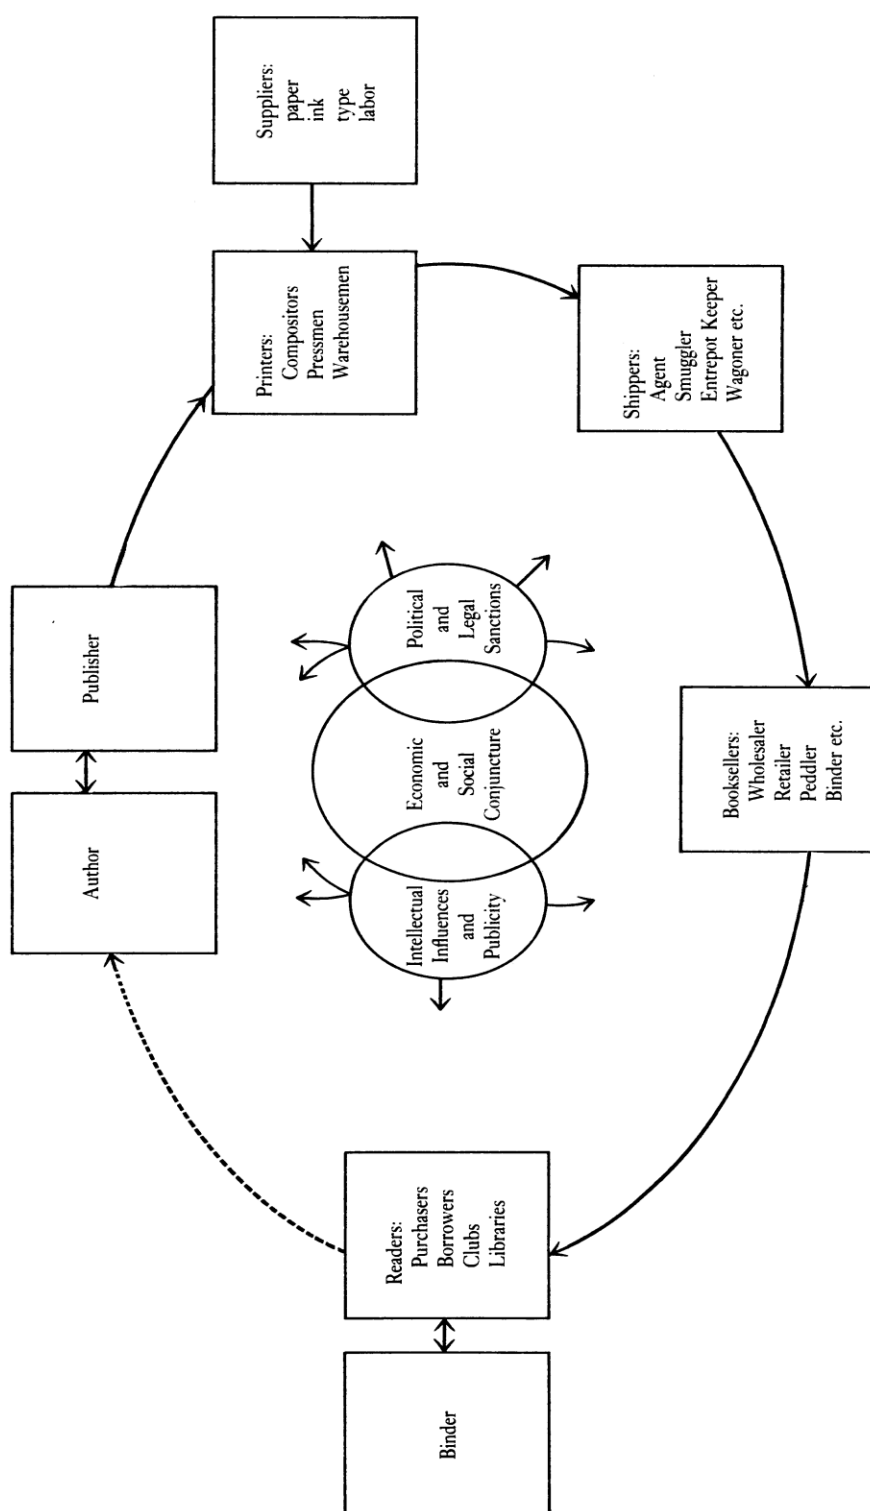 Author
Publisher
Suppliers:
paper
ink
type
labor
Printers:
Compositors
Pressmen
Warehousemen
Shippers:
Agent
Smuggler
Entrepot Keeper
Wagoner etc.
Booksellers:
Wholesaler
Retailer
Peddler
Binder etc.
Readers:
Purchasers
Borrowers
Clubs
Libraries
Binder
Intellectual
Influences
and
Publicity
Economic
and
Social
Conjuncture
Political
and
Legal
Sanctions